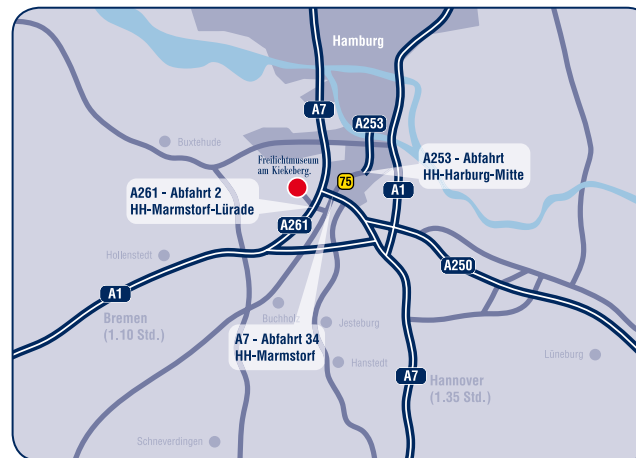 Hamburg
A7
A253
Buxtehude
Freilichtmuseum
am Kiekeberg.
A253 - Abfahrt
HH-Harburg-Mitte
75
A1
A261 - Abfahrt 2
HH-Marmstorf-Lürade
A261
Hollenstedt
A250
A1
Bremen
(1.10 Std.)
Buchholz
Jesteburg
A7 - Abfahrt 34
HH-Marmstorf
Hanstedt
Lüneburg
A7
Hannover
(1.35 Std.)
Schneverdingen